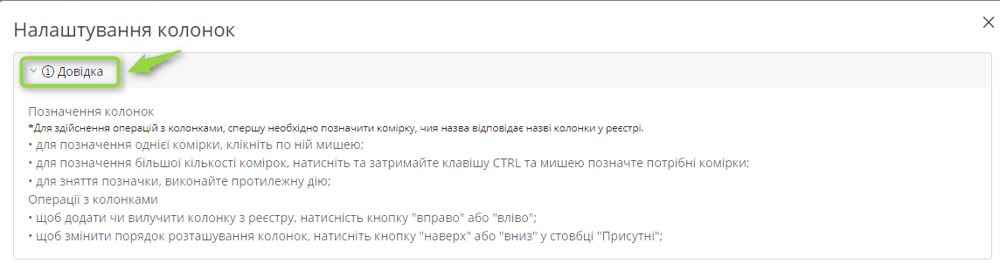 Налаштування колонок
Довідка
Позначення колонок
*Для здійснення операцій з колонками, спершу необхідно позначити комірку, чия назва відповідає назві колонки у реєстрі.
• для позначення однієї комірки, клікніть по ній мишею;
• для позначення більшої кількості комірок, натисніть та затримайте клавішу CTRL та мишею позначте потрібні комірки;
• для зняття позначки, виконайте протилежну дію;
Операції з колонками
• щоб додати чи вилучити колонку з реєстру, натисність кнопку "вправо" або "вліво";
• щоб змінити порядок розташування колонок, натисніть кнопку "наверх" або "вниз" у стовбці "Присутні";